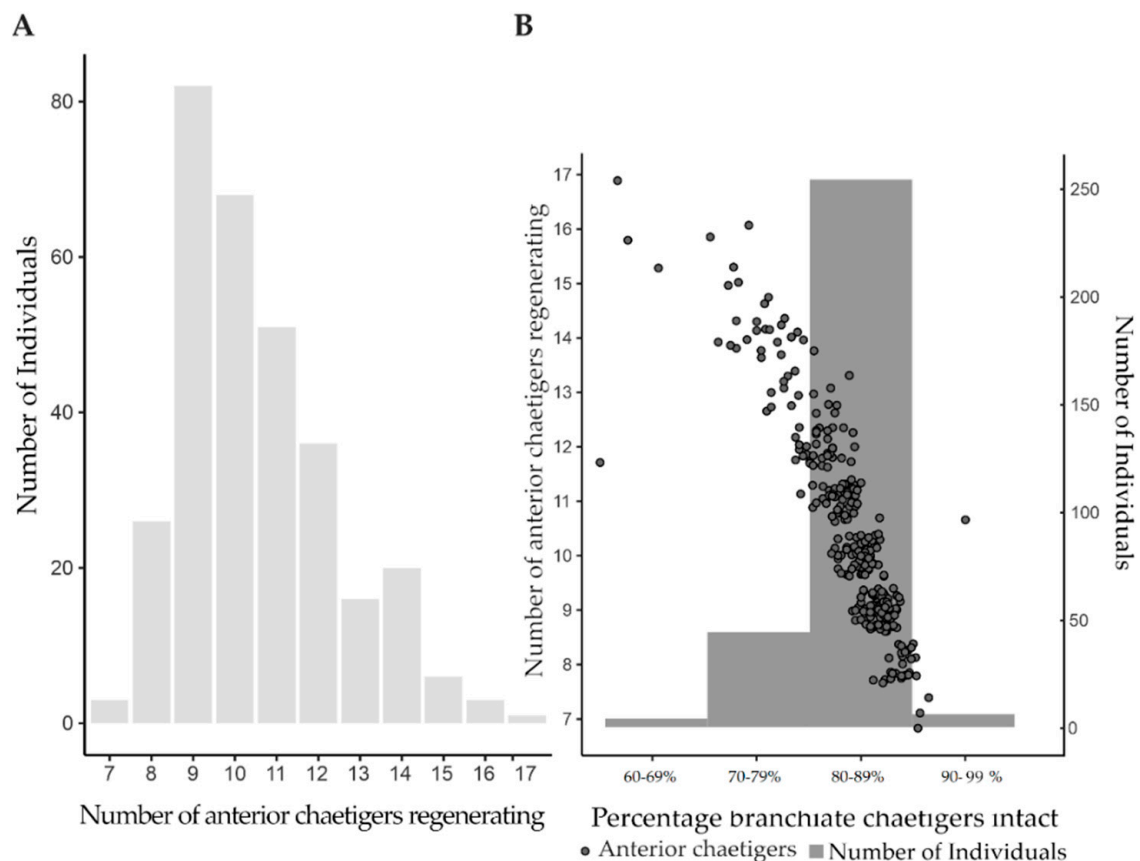 A
B
Number of Individuals
80
60
40
20
0
7 8 9 10 11 12 13 14 15 16 17
Number of anterior chaetigers regenerating
Number of anterior chaetigers regenerating
17
16
15
14
13
12
11
10
9
8
7
250
200
150
100
50
0
Number of Individuals
60-69% 70-79% 80-89% 90-99 %
Percentage branchiate chaetigers intact
Anterior chaetigers Number of Individuals